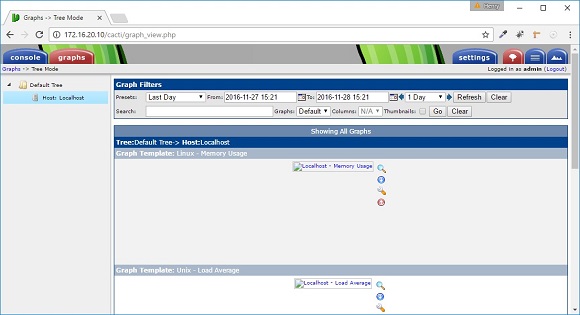 Graphs -> Tree Mode
172.16.20.10/cacti/graph_view.php
console graphs settings
Graphs -> Tree Mode Logged in as admin (Logout)
Default Tree
Host: Localhost
Graph Filters
Presets: Last Day From: 2016-11-27 15:21 To: 2016-11-28 15:21 1 Day Refresh Clear
Search: Graphs: Default Columns: N/A Thumbnails: Go Clear
Showing All Graphs
Tree:Default Tree-> Host:Localhost
Graph Template: Linux - Memory Usage
Localhost - Memory Usage
Graph Template: Unix - Load Average
Localhost - Load Average